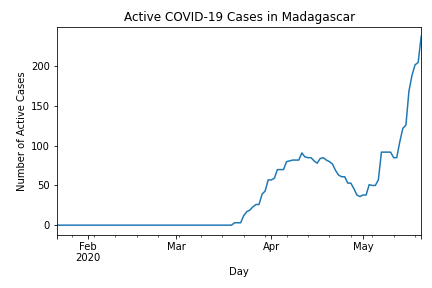 Active COVID-19 Cases in Madagascar
Number of Active Cases
200
150
100
50
0
Feb
2020
Mar
Apr
May
Day